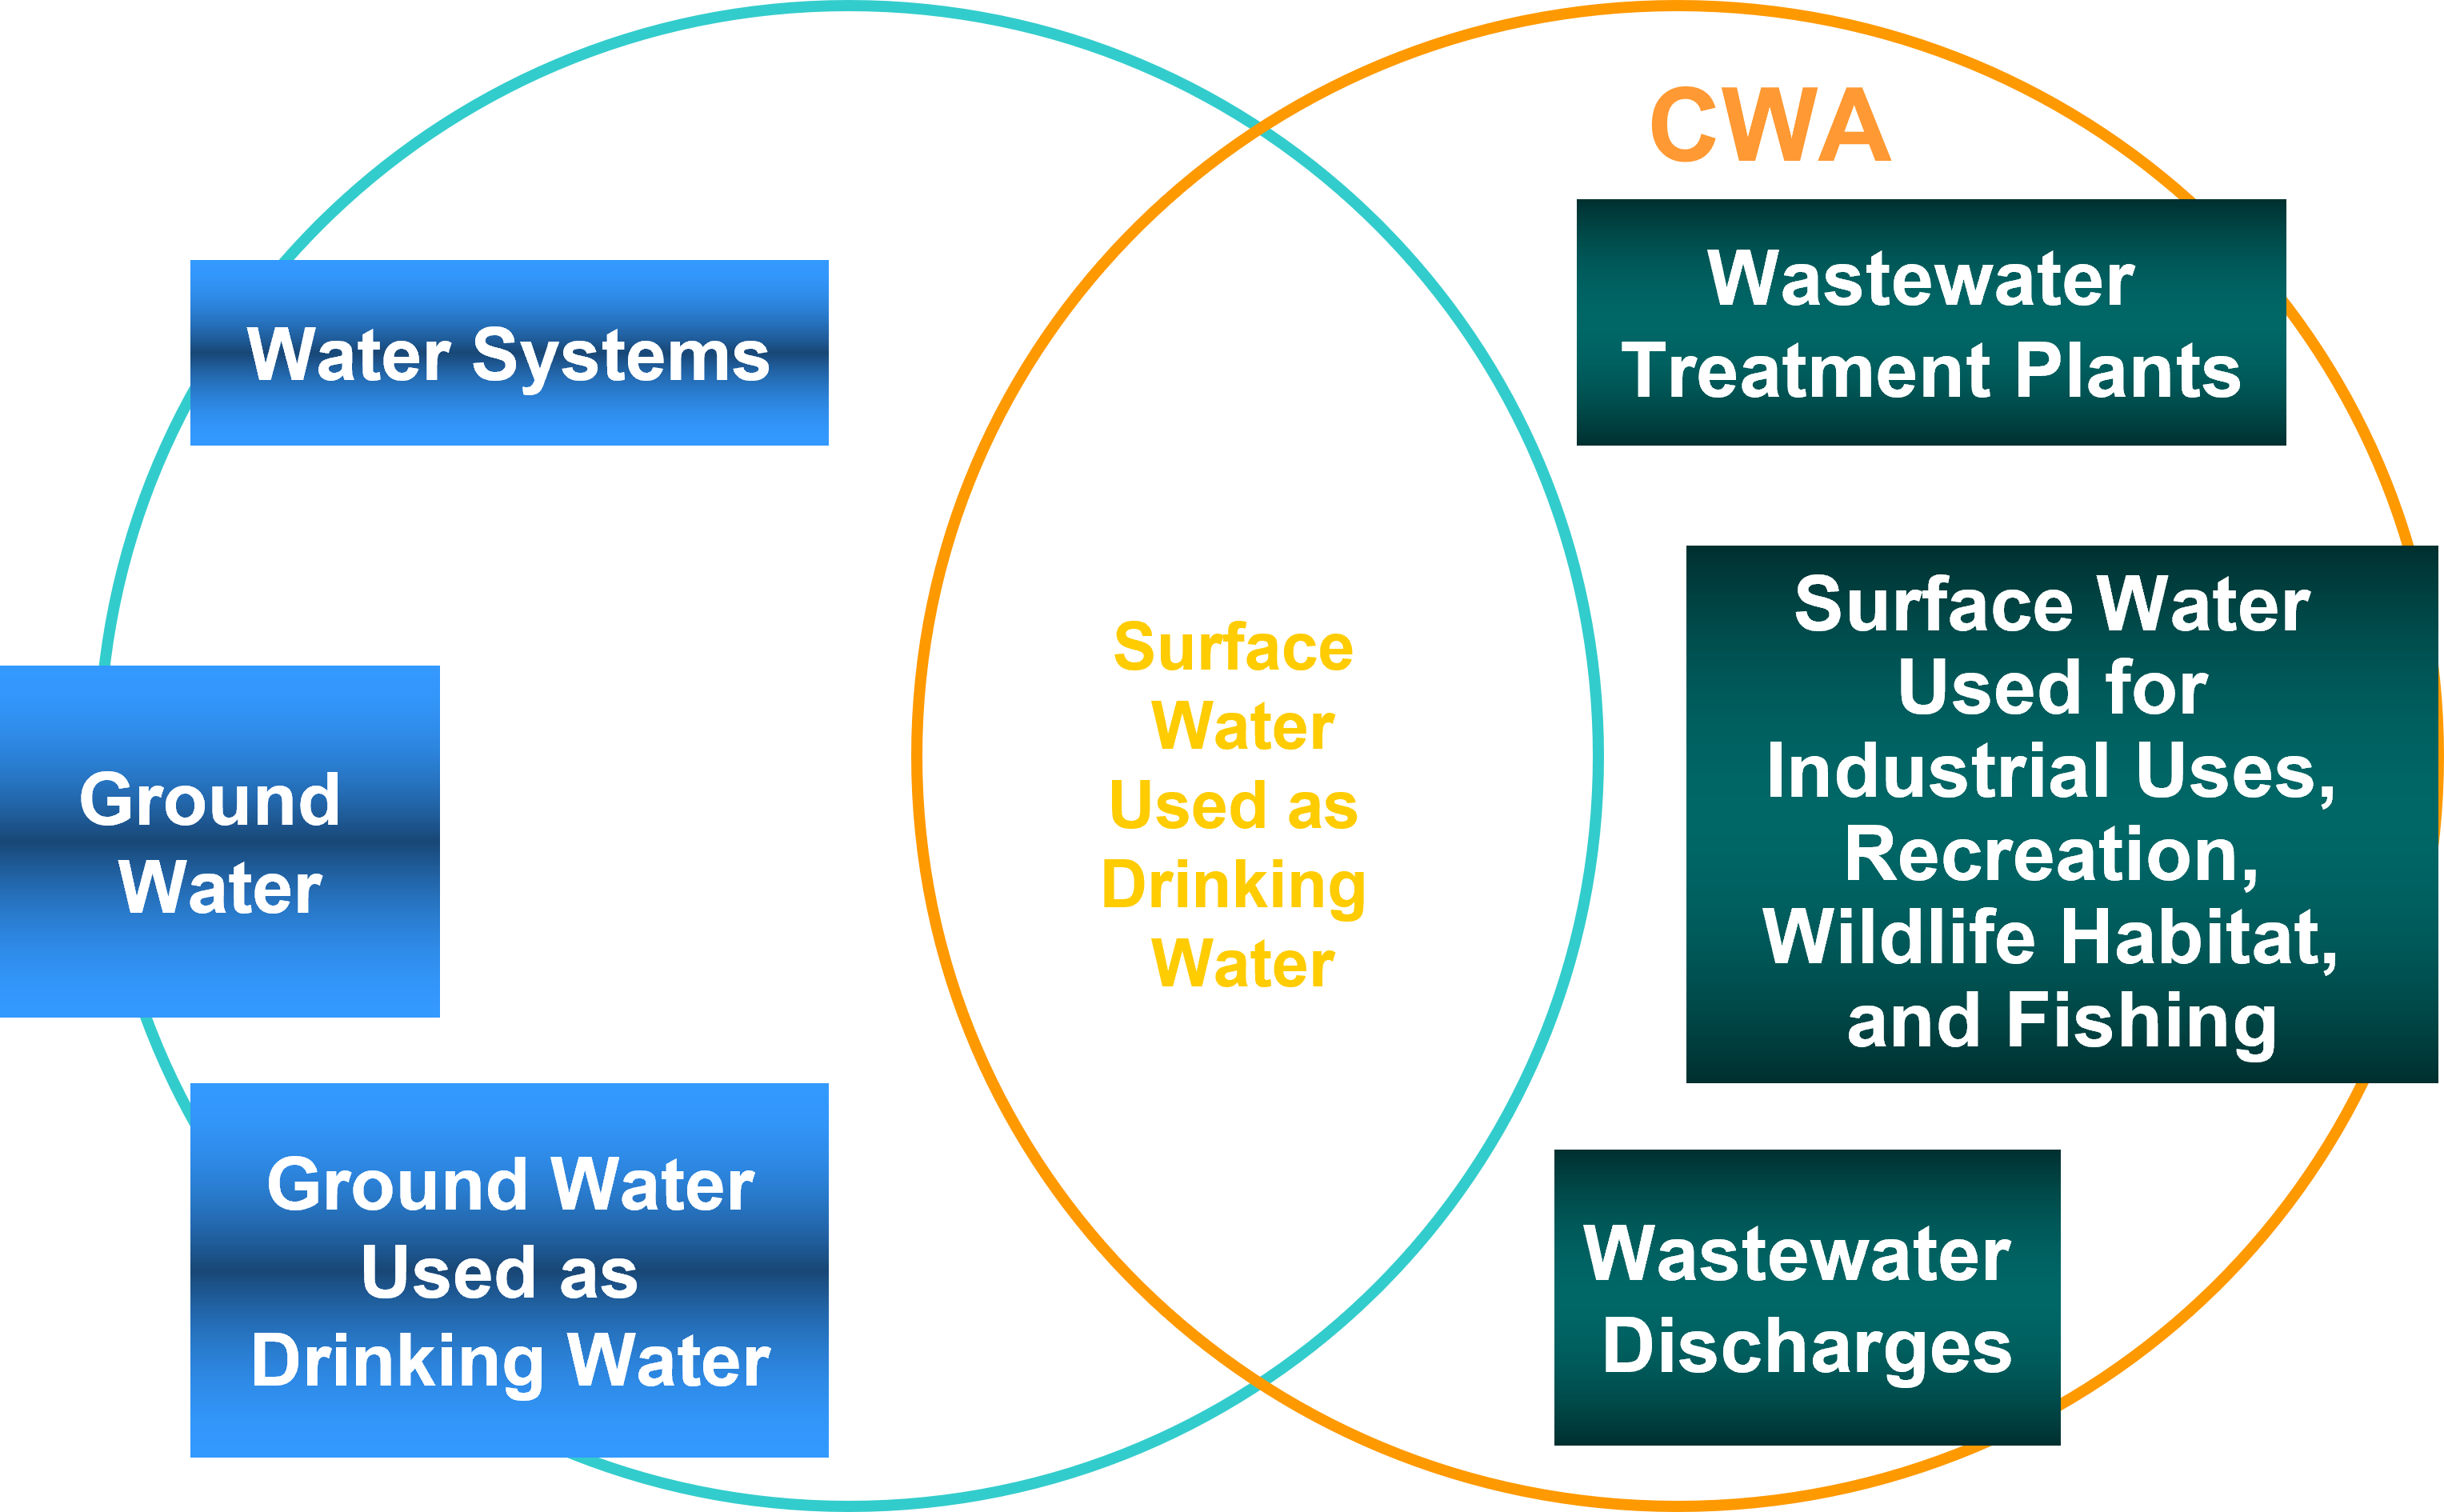 CWA
Water Systems
Wastewater
Treatment Plants
Ground
Water
Surface
Water
Used as
Drinking
Water
Surface Water
Used for
Industrial Uses,
Recreation,
Wildlife Habitat,
and Fishing
Ground Water
Used as
Drinking Water
Wastewater
Discharges